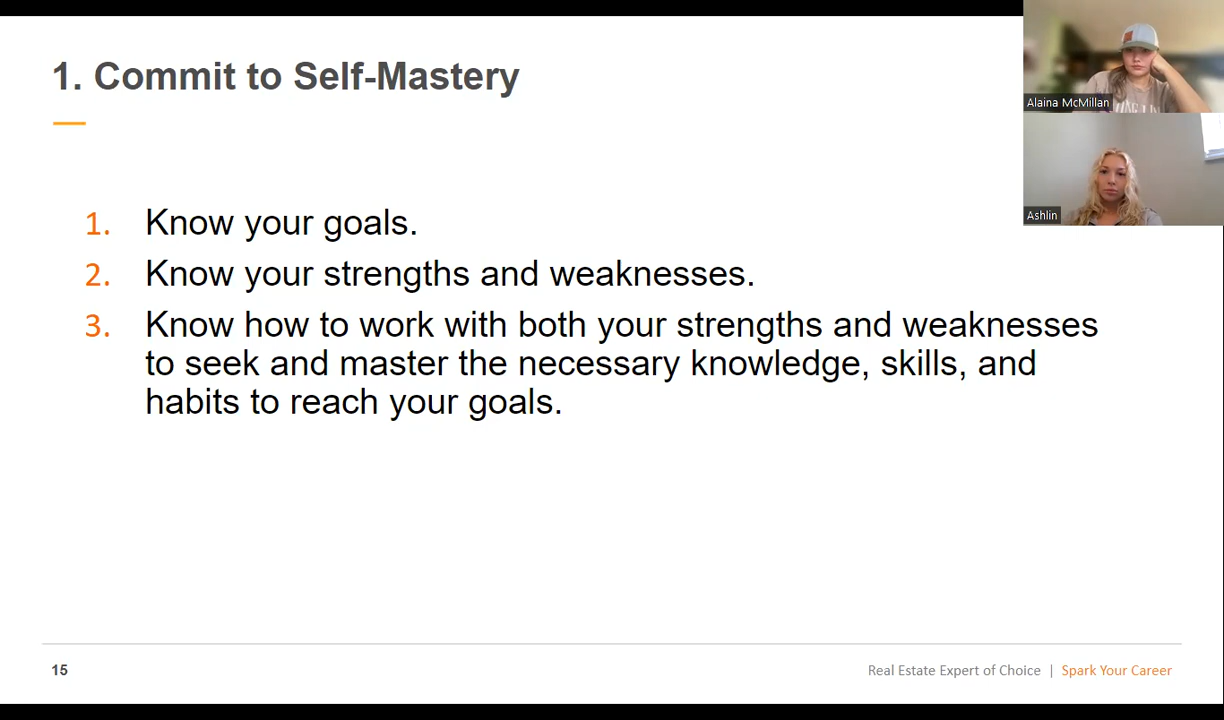 1. Commit to Self-Mastery
Alaina McMillan
Ashlin
1. Know your goals.
2. Know your strengths and weaknesses.
3. Know how to work with both your strengths and weaknesses
to seek and master the necessary knowledge, skills, and
habits to reach your goals.
15
Real Estate Expert of Choice | Spark Your Career